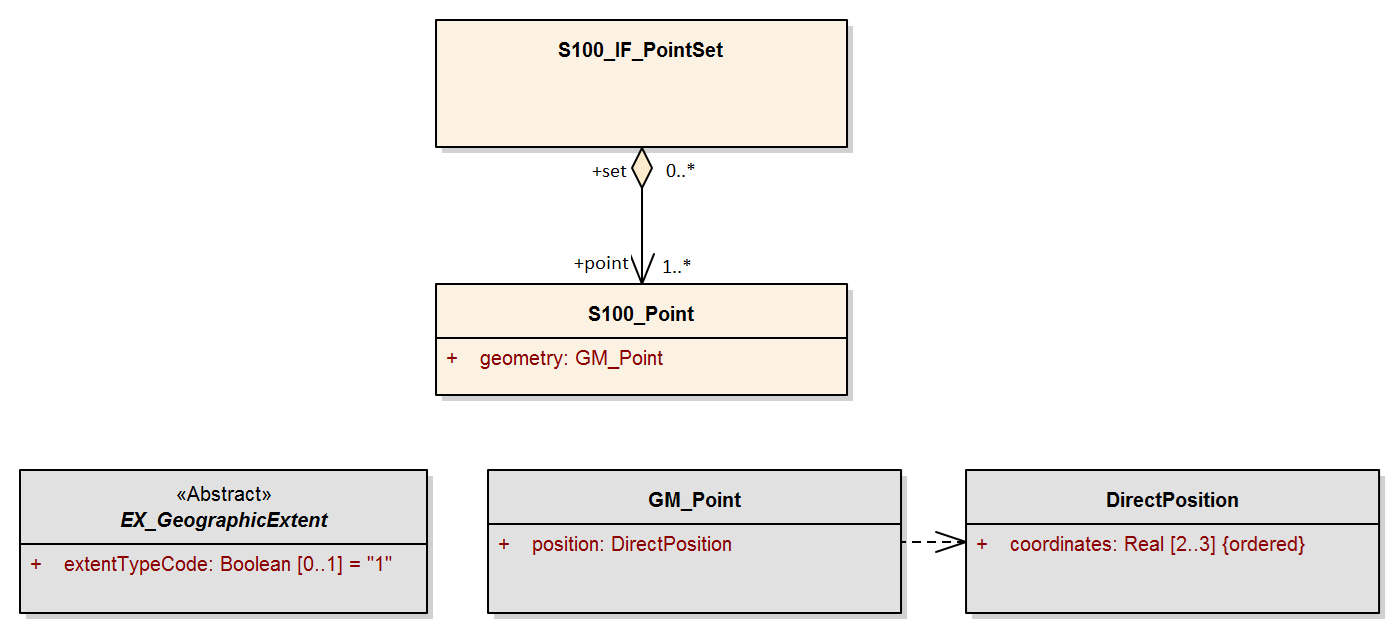 S100_IF_PointSet
+set 0..*
+point 1..*
S100_Point
+ geometry: GM_Point
«Abstract»
EX_GeographicExtent
+ extentTypeCode: Boolean [0..1] = "1"
GM_Point
+ position: DirectPosition
DirectPosition
+ coordinates: Real [2..3] {ordered}